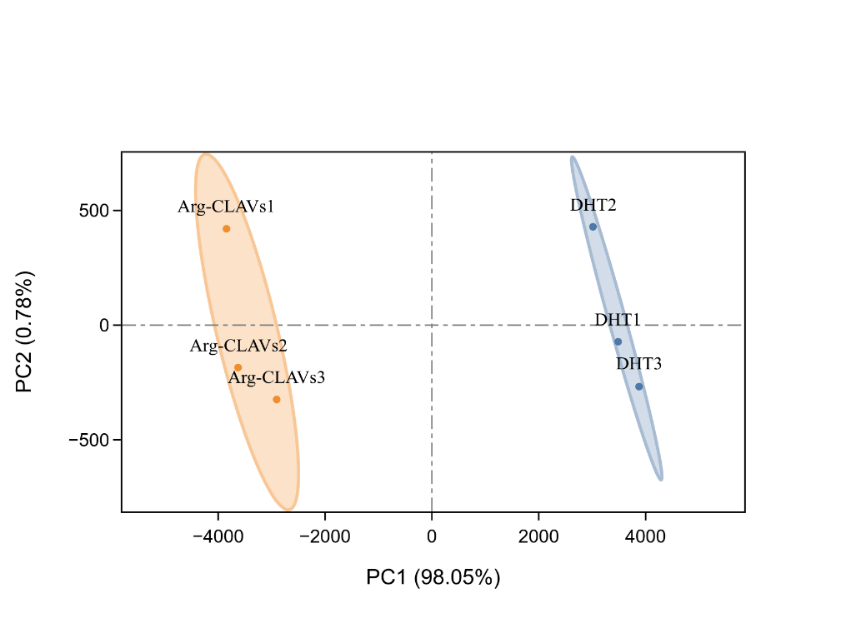 Arg-CLAVs1
DHT2
500
DHT1
0
Arg-CLAVs2
DHT3
Arg-CLAVs3
−500
−4000
−2000
0
2000
4000
PC1 (98.05%)
PC2 (0.78%)